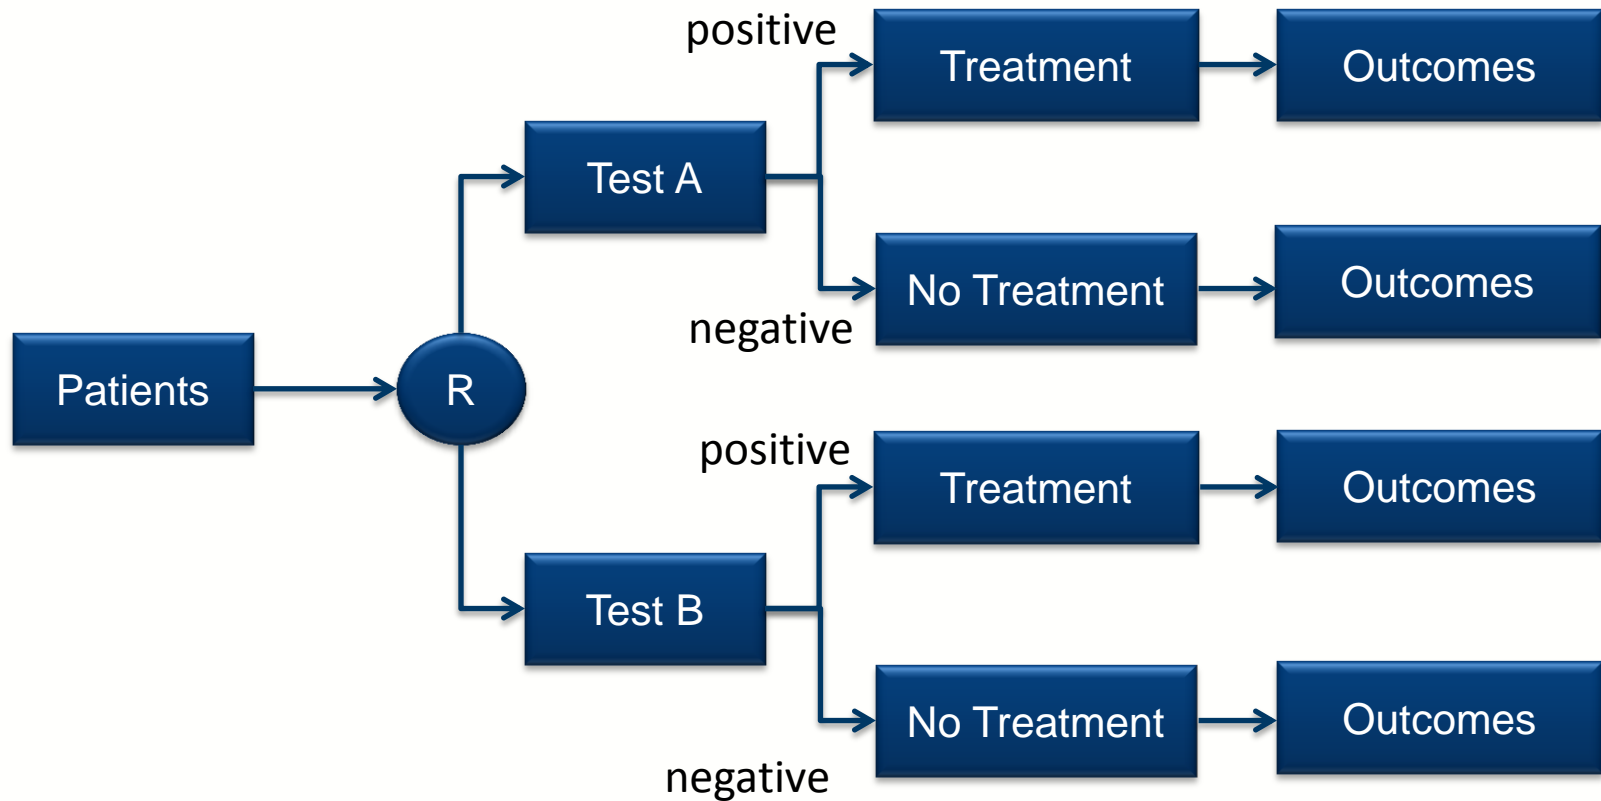 positive
Treatment
Outcomes
Test A
No Treatment
Outcomes
negative
Patients
R
positive
Treatment
Outcomes
Test B
No Treatment
Outcomes
negative